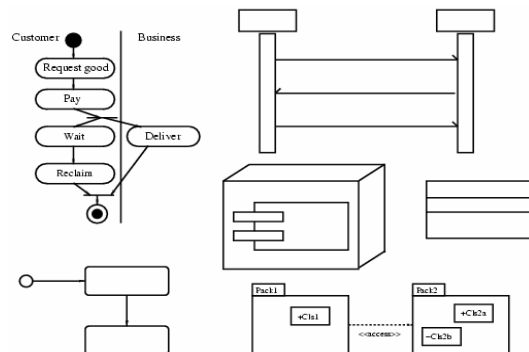 Customer
Business
Request good
Pay
Wait
Deliver
Reclaim
Pack1
+Cls1
<<access>>
Pack2
+Cls2a
−Cls2b